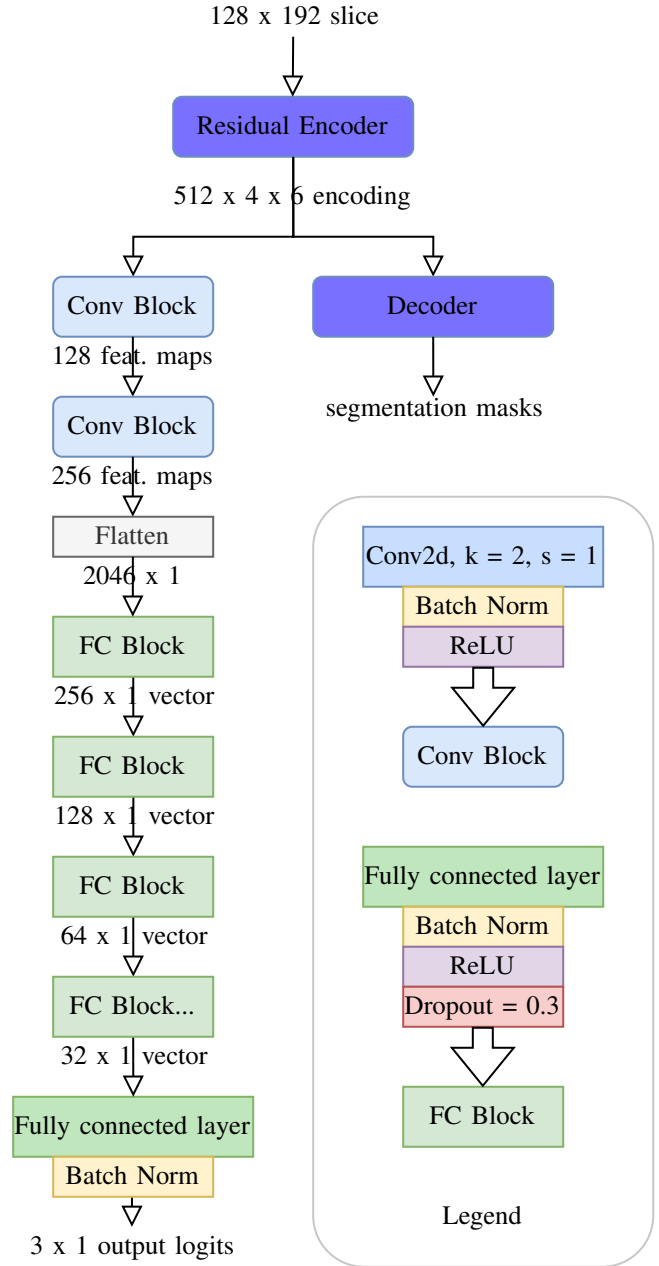 128 x 192 slice
Residual Encoder
512 x 4 x 6 encoding
Conv Block
128 feat. maps
Conv Block
256 feat. maps
Flatten
2046 x 1
FC Block
256 x 1 vector
FC Block
128 x 1 vector
FC Block
64 x 1 vector
FC Block...
32 x 1 vector
Fully connected layer
Batch Norm
3 x 1 output logits
Decoder
segmentation masks
Conv2d, k = 2, s = 1
Batch Norm
ReLU
Conv Block
Fully connected layer
Batch Norm
ReLU
Dropout = 0.3
FC Block
Legend